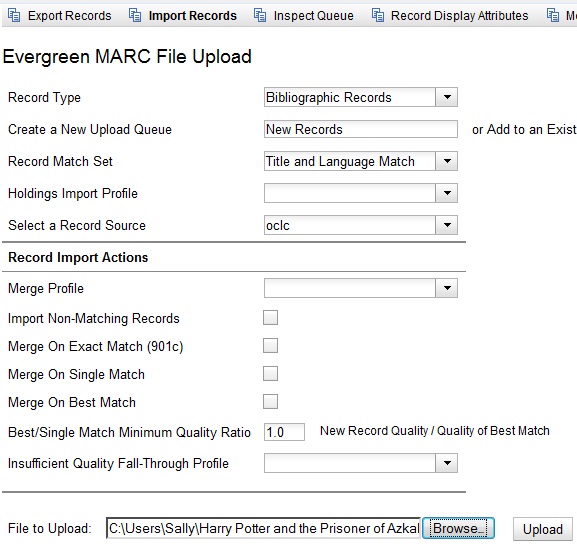 Export Records Import Records Inspect Queue Record Display Attributes
Evergreen MARC File Upload
Record Type Bibliographic Records
Create a New Upload Queue New Records or Add to an Exist
Record Match Set Title and Language Match
Holdings Import Profile
Select a Record Source oclc
Record Import Actions
Merge Profile
Import Non-Matching Records
Merge On Exact Match (901c)
Merge On Single Match
Merge On Best Match
Best/Single Match Minimum Quality Ratio 1.0 New Record Quality / Quality of Best Match
Insufficient Quality Fall-Through Profile
File to Upload: C:\Users\Sally\Harry Potter and the Prisoner of Azkal Browse... Upload